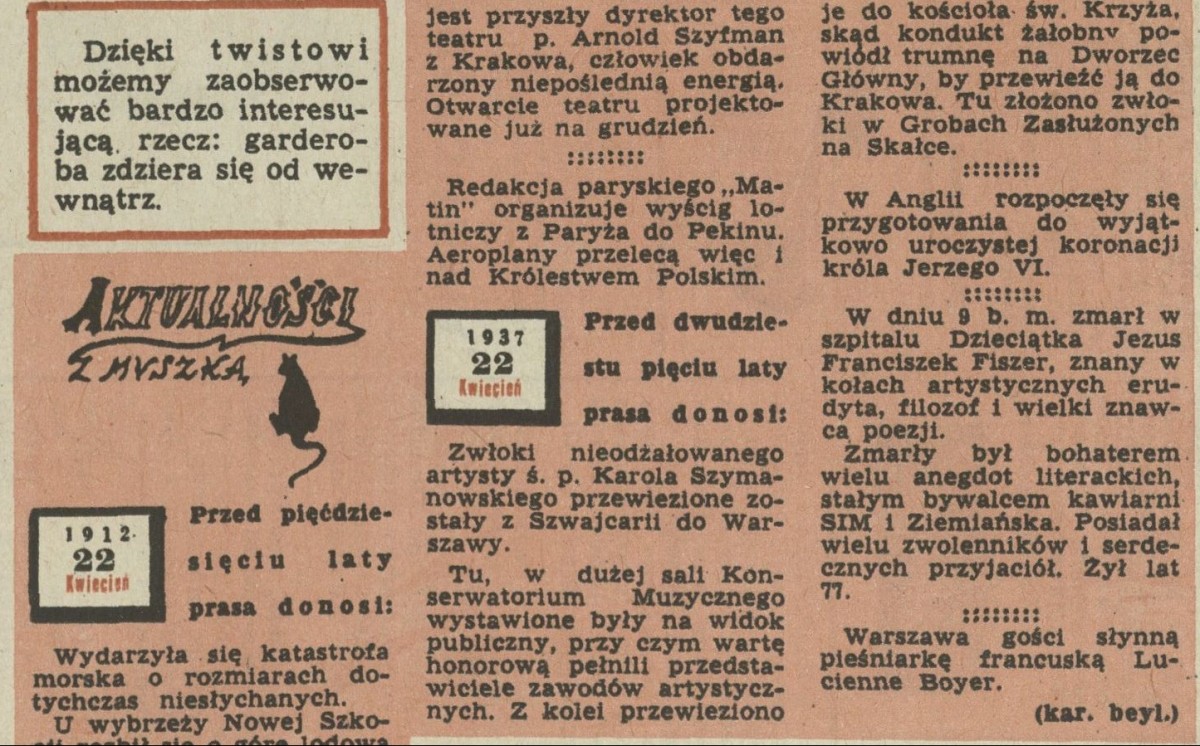 Dzięki twistowi
możemy zaobserwo-
wać bardzo interesu-
jącą rzecz: gardero-
ba zdziera się od we-
wnątrz.
AKTUALNOŚCI
Z MYSZKĄ
1912
22
Kwiecień
Przed pięćdzie-
sięciu laty
prasa donosi:
Wydarzyła się katastrofa
morska o rozmiarach do-
tychczas niesłychanych.
U wybrzeży Nowej Szko-
cji rozbił się o górę lodową
jest przyszły dyrektor tego
teatru p. Arnold Szyfman
z Krakowa, człowiek obda-
rzony niepoślednią energią.
Otwarcie teatru projekto-
wane już na grudzień.
Redakcja paryskiego „Ma-
tin" organizuje wyścig lo-
tniczy z Paryża do Pekinu.
Aeroplany przelecą więc i
nad Królestwem Polskim.
1937
22
Kwiecień
Przed dwudzie-
stu pięciu laty
prasa donosi:
Zwłoki nieodżałowanego
artysty ś. p. Karola Szyma-
nowskiego przewiezione zo-
stały z Szwajcarii do War-
szawy.
Tu, w dużej sali Kon-
serwatorium Muzycznego
wystawione były na widok
publiczny, przy czym wartę
honorową pełnili przedsta-
wiciele zawodów artystycz-
nych. Z kolei przewieziono
je do kościoła św. Krzyża,
skąd kondukt żałobny po-
wiódł trumnę na Dworzec
Główny, by przewieźć ją do
Krakowa. Tu złożono zwło-
ki w Grobach Zasłużonych
na Skałce.
W Anglii rozpoczęły się
przygotowania do wyjąt-
kowo uroczystej koronacji
króla Jerzego VI.
W dniu 9 b. m. zmarł w
szpitalu Dzieciątka Jezus
Franciszek Fiszer, znany w
kołach artystycznych eru-
dyta, filozof i wielki znaw-
ca poezji.
Zmarły był bohaterem
wielu anegdot literackich,
stałym bywalcem kawiarni
SIM i Ziemiańska. Posiadał
wielu zwolenników i serde-
cznych przyjaciół. Żył lat
77.
Warszawa gości słynną
pieśniarkę francuską Lu-
cienne Boyer.
(kar. beyl.)